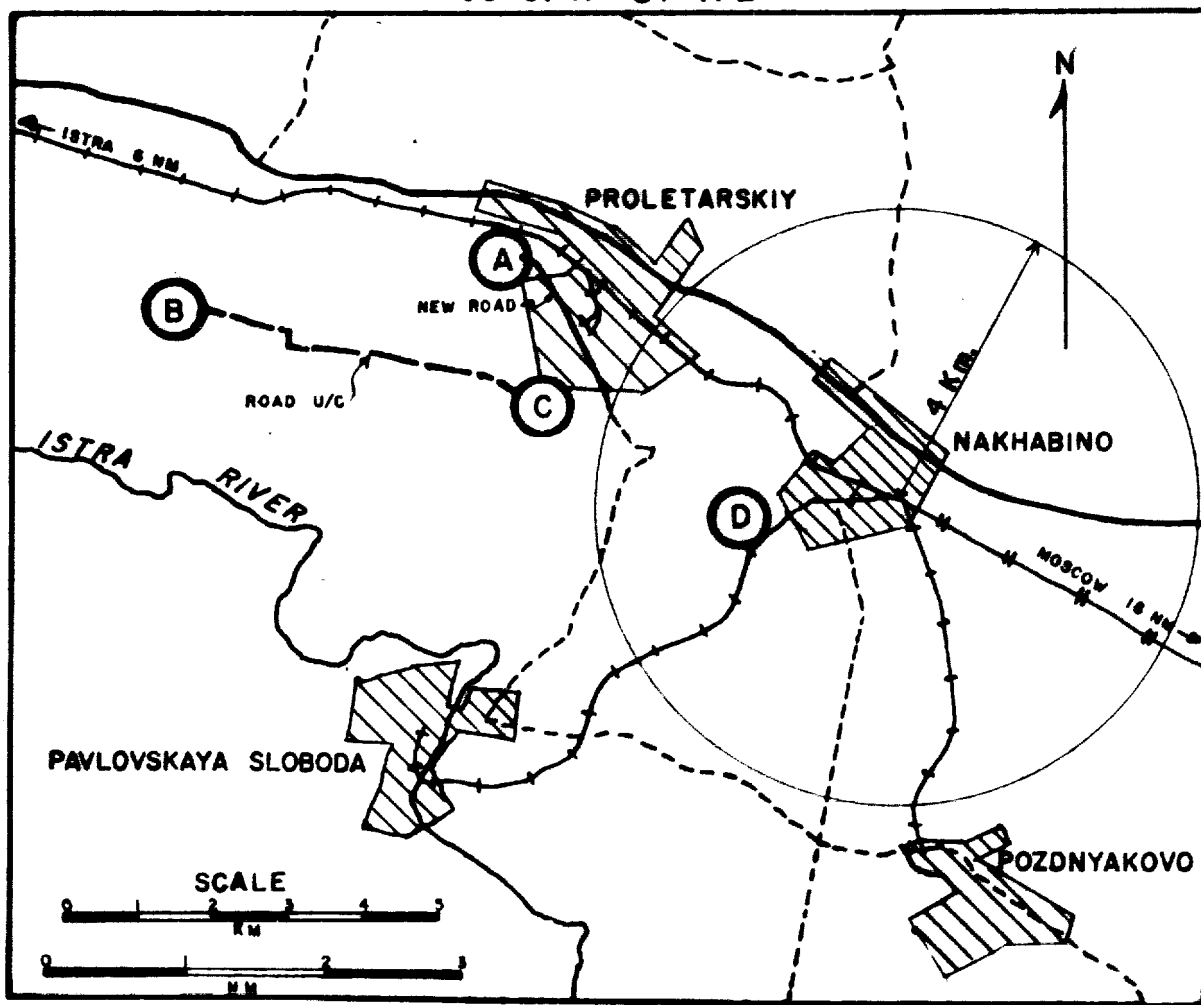 N
ISTRA 6 NM
PROLETARSKIY
A
B
NEW ROAD
4 Km.
ROAD U/C
C
ISTRA RIVER
NAKHABINO
D
MOSCOW 18 NM
PAVLOVSKAYA SLOBODA
POZDNYAKOVO
SCALE
0 1 2 3 4 5
KM
0 1 2 3
N M